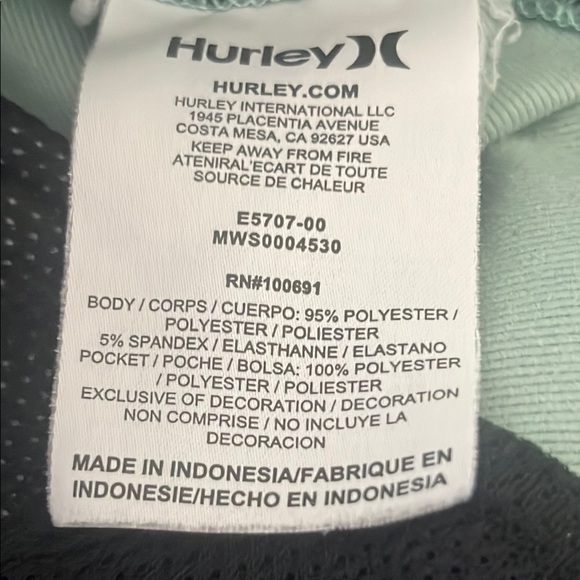 Hurley
HURLEY.COM
HURLEY INTERNATIONAL LLC
1945 PLACENTIA AVENUE
COSTA MESA, CA 92627 USA
KEEP AWAY FROM FIRE
ATENIRAL'ECART DE TOUTE
SOURCE DE CHALEUR
E5707-00
MWS0004530
RN#100691
BODY / CORPS / CUERPO: 95% POLYESTER /
POLYESTER / POLIESTER
5% SPANDEX / ELASTHANNE / ELASTANO
POCKET / POCHE / BOLSA: 100% POLYESTER
/ POLYESTER / POLIESTER
EXCLUSIVE OF DECORATION / DECORATION
NON COMPRISE / NO INCLUYE LA
DECORACION
MADE IN INDONESIA/FABRIQUE EN
INDONESIE/HECHO EN INDONESIA